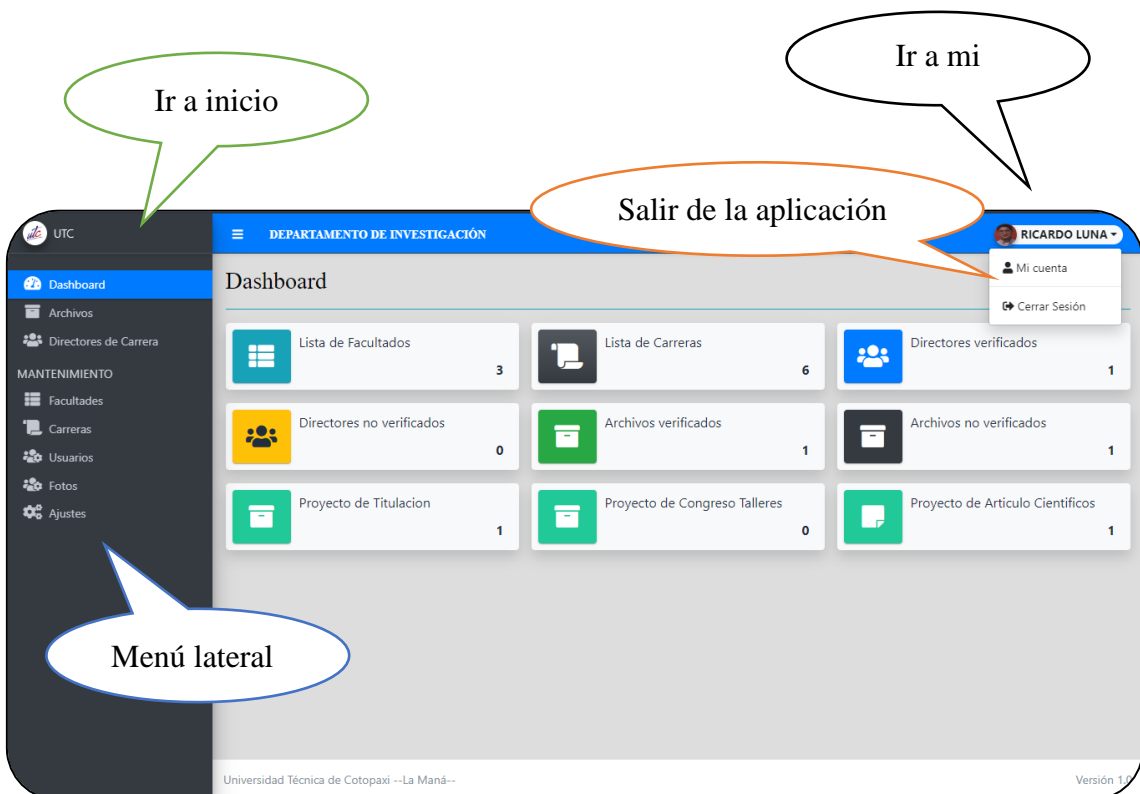 Ir a mi
Ir a inicio
Salir de la aplicación
utc UTC
DEPARTAMENTO DE INVESTIGACIÓN
RICARDO LUNA
Mi cuenta
Cerrar Sesión
Dashboard
Archivos
Directores de Carrera
MANTENIMIENTO
Facultades
Carreras
Usuarios
Fotos
Ajustes
Menú lateral
Dashboard
Lista de Facultados
3
Lista de Carreras
6
Directores verificados
1
Directores no verificados
0
Archivos verificados
1
Archivos no verificados
1
Proyecto de Titulacion
1
Proyecto de Congreso Talleres
0
Proyecto de Articulo Cientificos
1
Universidad Técnica de Cotopaxi --La Maná--
Versión 1.0